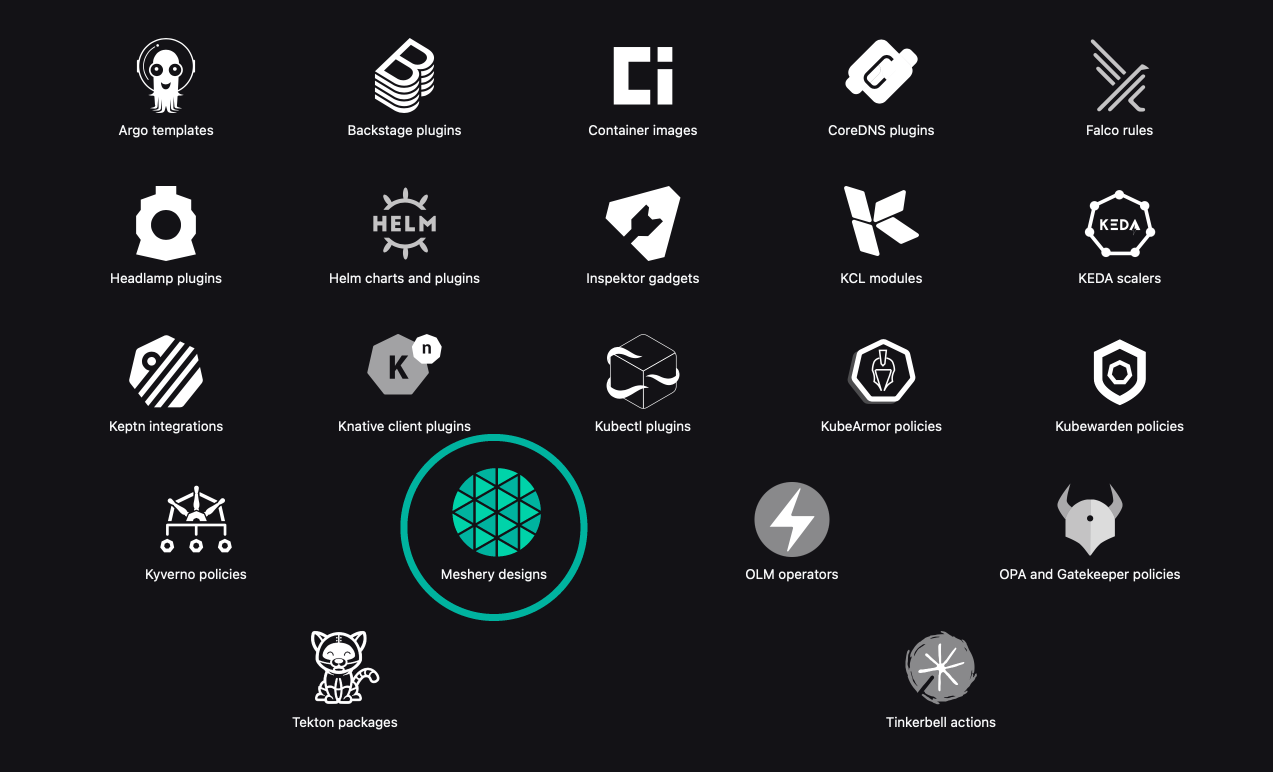 Argo templates
Backstage plugins
Container images
CoreDNS plugins
Falco rules
HELM
KEDA
Headlamp plugins
Helm charts and plugins
Inspektor gadgets
KCL modules
KEDA scalers
K
n
Keptn integrations
Knative client plugins
Kubectl plugins
KubeArmor policies
Kubewarden policies
Kyverno policies
Meshery designs
OLM operators
OPA and Gatekeeper policies
Tekton packages
Tinkerbell actions